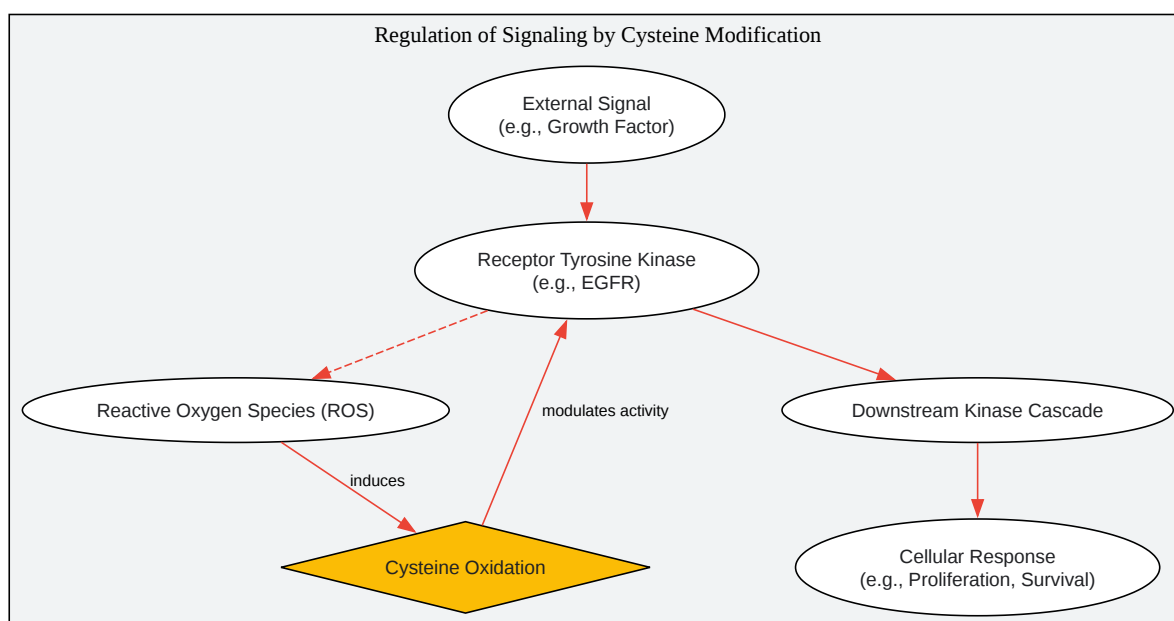 Regulation of Signaling by Cysteine Modification
External Signal
(e.g., Growth Factor)
Receptor Tyrosine Kinase
(e.g., EGFR)
Reactive Oxygen Species (ROS)
modulates activity
Downstream Kinase Cascade
induces
Cysteine Oxidation
Cellular Response
(e.g., Proliferation, Survival)